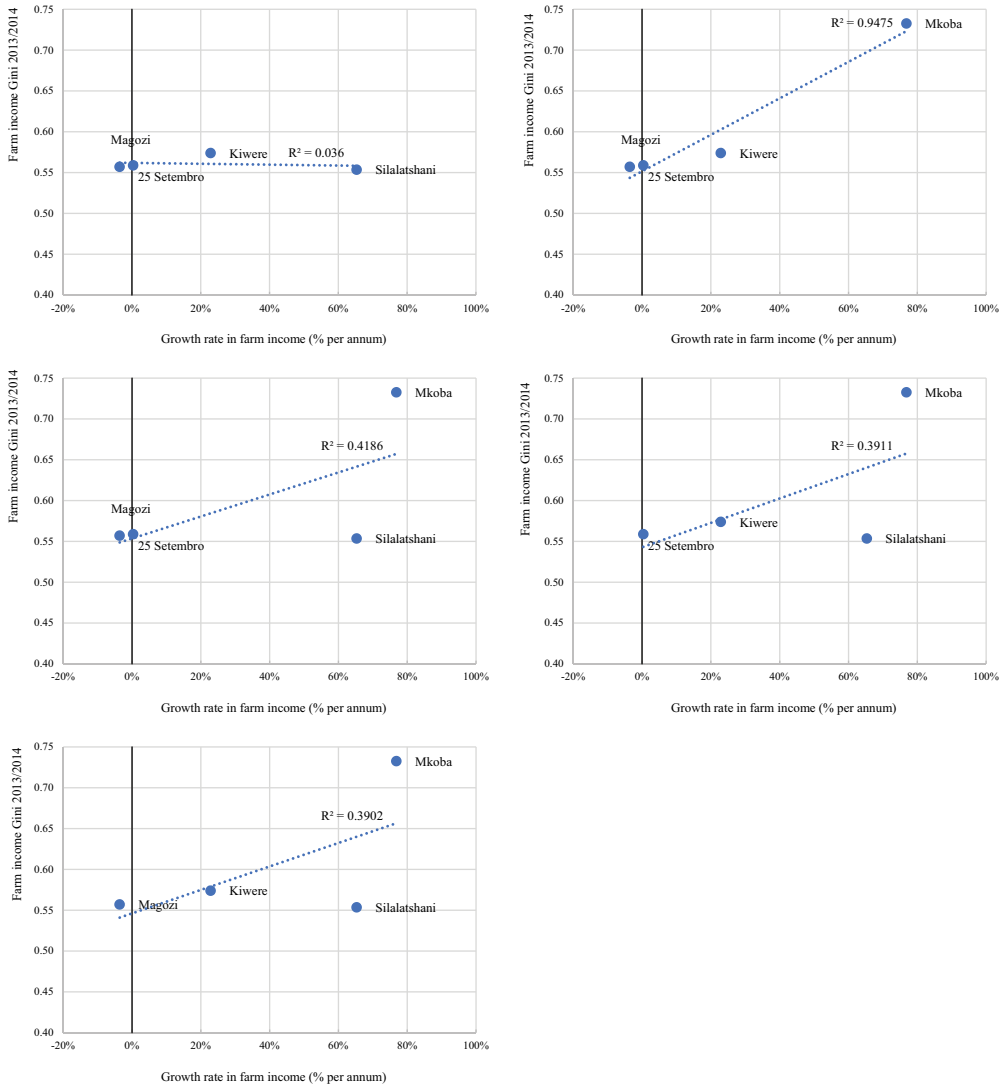 Farm income Gini 2013/2014
0.75
0.70
0.65
0.60
0.55
0.50
0.45
0.40
Magozi
25 Setembro
Kiwere
R² = 0.036
Silalatshani
-20%
0%
20%
40%
60%
80%
100%
Growth rate in farm income (% per annum)
Farm income Gini 2013/2014
0.75
0.70
0.65
0.60
0.55
0.50
0.45
0.40
R² = 0.9475
Mkoba
Magozi
25 Setembro
Kiwere
-20%
0%
20%
40%
60%
80%
100%
Growth rate in farm income (% per annum)
Farm income Gini 2013/2014
0.75
0.70
0.65
0.60
0.55
0.50
0.45
0.40
Mkoba
R² = 0.4186
Magozi
25 Setembro
Silalatshani
-20%
0%
20%
40%
60%
80%
100%
Growth rate in farm income (% per annum)
Farm income Gini 2013/2014
0.75
0.70
0.65
0.60
0.55
0.50
0.45
0.40
Mkoba
R² = 0.3911
Kiwere
25 Setembro
Silalatshani
-20%
0%
20%
40%
60%
80%
100%
Growth rate in farm income (% per annum)
Farm income Gini 2013/2014
0.75
0.70
0.65
0.60
0.55
0.50
0.45
0.40
Mkoba
R² = 0.3902
Kiwere
Magozi
Silalatshani
-20%
0%
20%
40%
60%
80%
100%
Growth rate in farm income (% per annum)